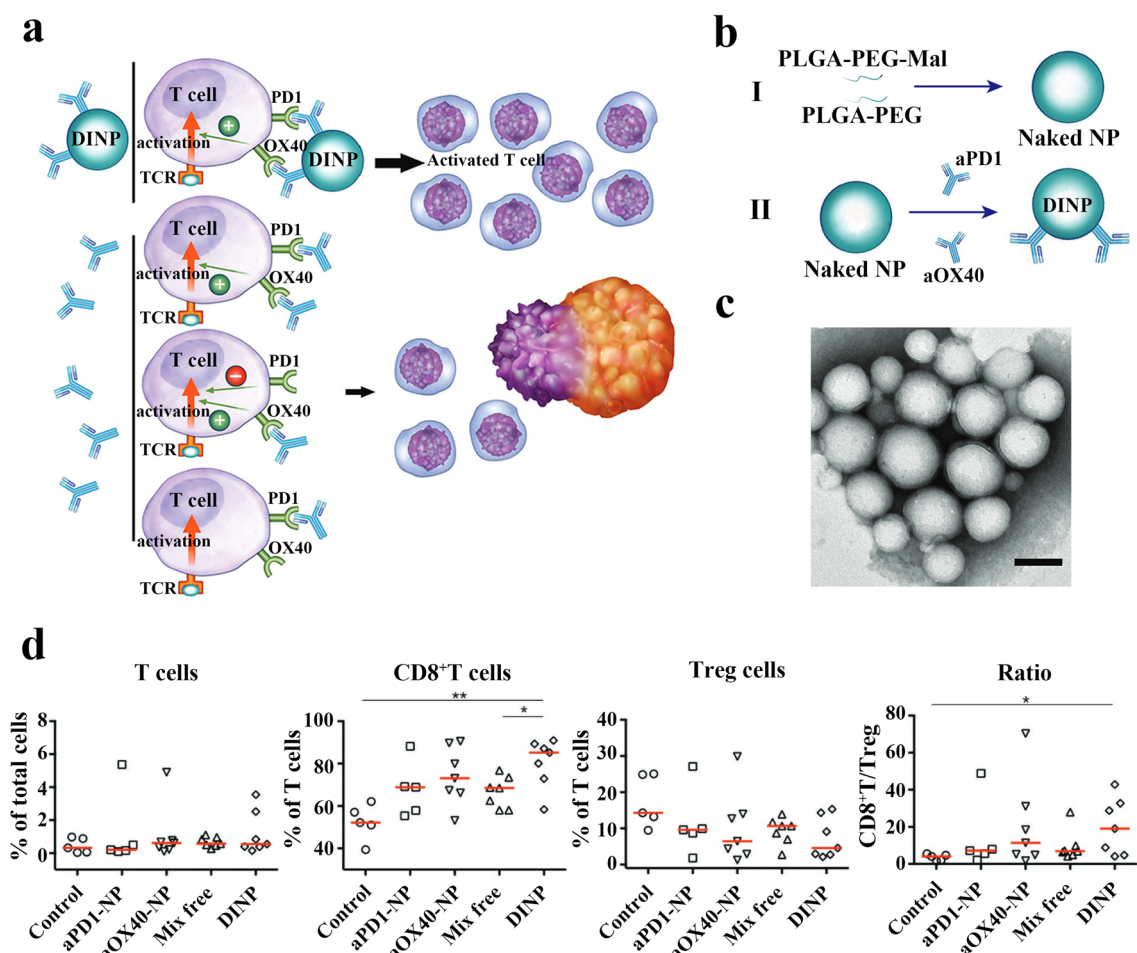 a
T cell
PD1
DINP
+
activation
OX40
DINP
TCR
Activated T cell
T cell
PD1
activation
OX40
+
TCR
T cell
−
PD1
activation
OX40
+
TCR
T cell
PD1
activation
OX40
TCR
b
PLGA-PEG-Mal
I
PLGA-PEG
Naked NP
aPD1
II
DINP
Naked NP
aOX40
c
d
T cells
% of total cells
8
6
4
2
0
Control
aPD1-NP
aOX40-NP
Mix free
DINP
CD8+T cells
**
*
% of T cells
100
80
60
40
Control
aPD1-NP
aOX40-NP
Mix free
DINP
Treg cells
% of T cells
40
30
20
10
0
Control
aPD1-NP
aOX40-NP
Mix free
DINP
Ratio
*
CD8+T/Treg
80
60
40
20
0
Control
aPD1-NP
aOX40-NP
Mix free
DINP